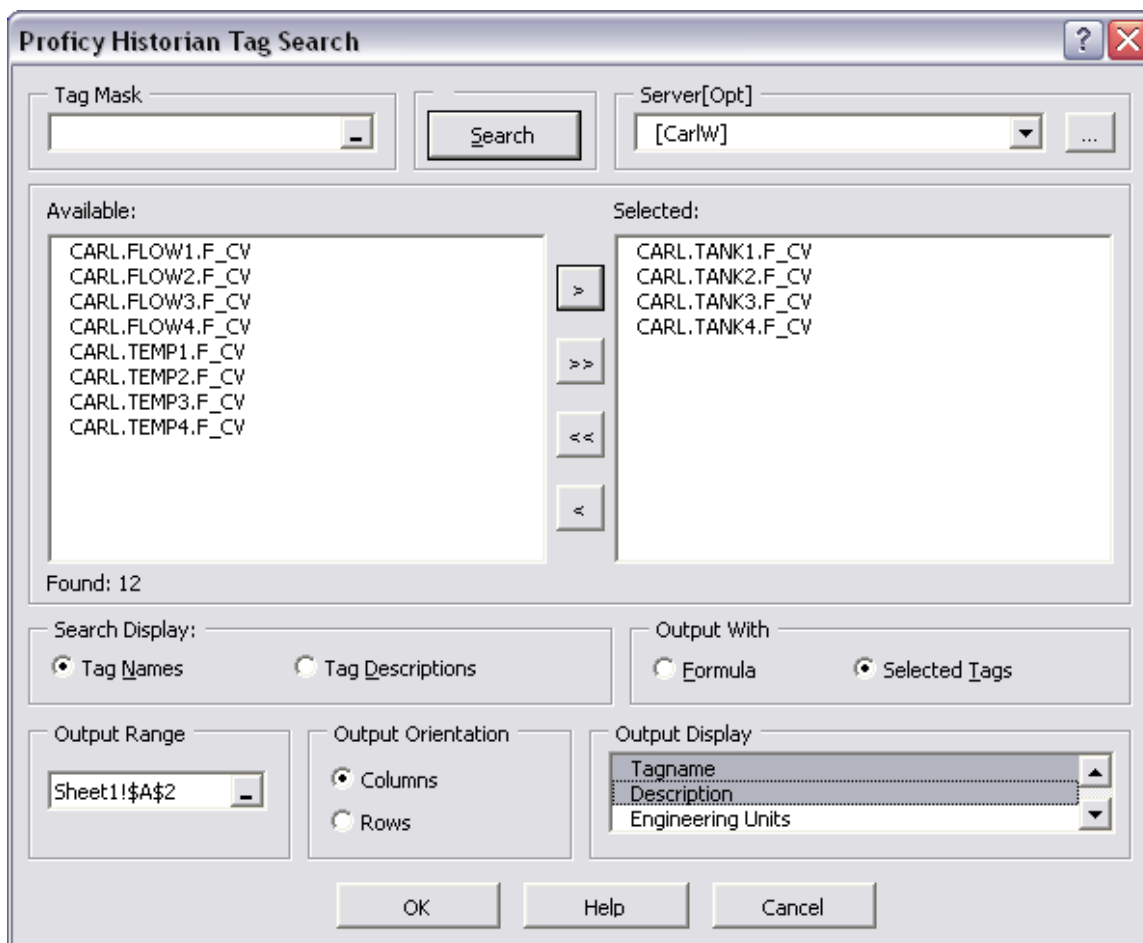 Proficy Historian Tag Search
?
Tag Mask
Search
Server[Opt]
[CarlW]
...
Available:
CARL.FLOW1.F_CV
CARL.FLOW2.F_CV
CARL.FLOW3.F_CV
CARL.FLOW4.F_CV
CARL.TEMP1.F_CV
CARL.TEMP2.F_CV
CARL.TEMP3.F_CV
CARL.TEMP4.F_CV
>
>>
<<
<
Selected:
CARL.TANK1.F_CV
CARL.TANK2.F_CV
CARL.TANK3.F_CV
CARL.TANK4.F_CV
Found: 12
Search Display:
Tag Names
Tag Descriptions
Output With
Formula
Selected Tags
Output Range
Sheet1!$A$2
Output Orientation
Columns
Rows
Output Display
Tagname
Description
Engineering Units
OK
Help
Cancel